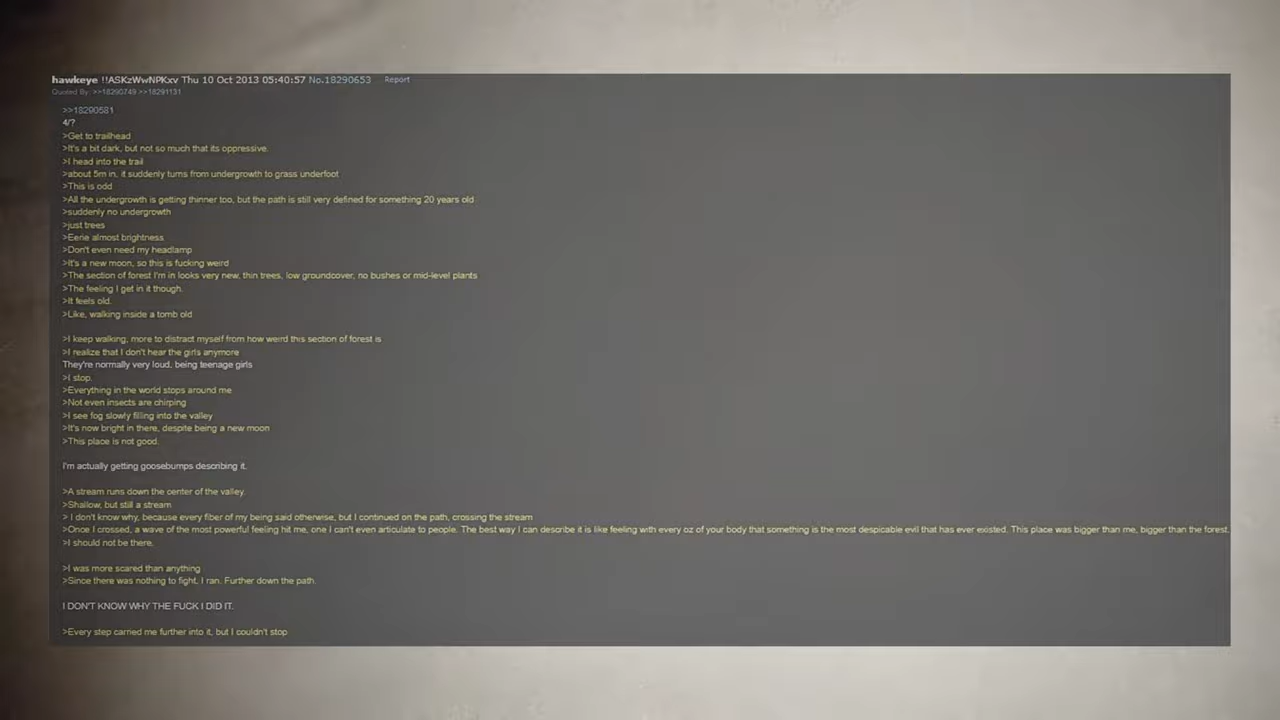 hawkeye !!ASKzWwNPKxv Thu 10 Oct 2013 05:40:57 No.18290653 Report
Quoted By: >>18290749 >>18291131
>>18290581
4/?
>Get to trailhead
>It's a bit dark, but not so much that its oppressive.
>I head into the trail
>about 5m in, it suddenly turns from undergrowth to grass underfoot
>This is odd
>All the undergrowth is getting thinner too, but the path is still very defined for something 20 years old
>suddenly no undergrowth
>just trees
>Eerie almost brightness
>Don't even need my headlamp
>It's a new moon, so this is fucking weird
>The section of forest I'm in looks very new, thin trees, low groundcover, no bushes or mid-level plants
>The feeling I get in it though.
>It feels old.
>Like, walking inside a tomb old
>I keep walking, more to distract myself from how weird this section of forest is
>I realize that I don't hear the girls anymore
They're normally very loud, being teenage girls
>I stop.
>Everything in the world stops around me
>Not even insects are chirping
>I see fog slowly filling into the valley
>It's now bright in there, despite being a new moon
>This place is not good.
I'm actually getting goosebumps describing it.
>A stream runs down the center of the valley.
>Shallow, but still a stream
> I don't know why, because every fiber of my being said otherwise, but I continued on the path, crossing the stream
>Once I crossed, a wave of the most powerful feeling hit me, one I can't even articulate to people. The best way I can describe it is like feeling with every oz of your body that something is the most despicable evil that has ever existed. This place was bigger than me, bigger than the forest.
>I should not be there.
>I was more scared than anything
>Since there was nothing to fight, I ran. Further down the path.
I DON'T KNOW WHY THE FUCK I DID IT.
>Every step carried me further into it, but I couldn't stop